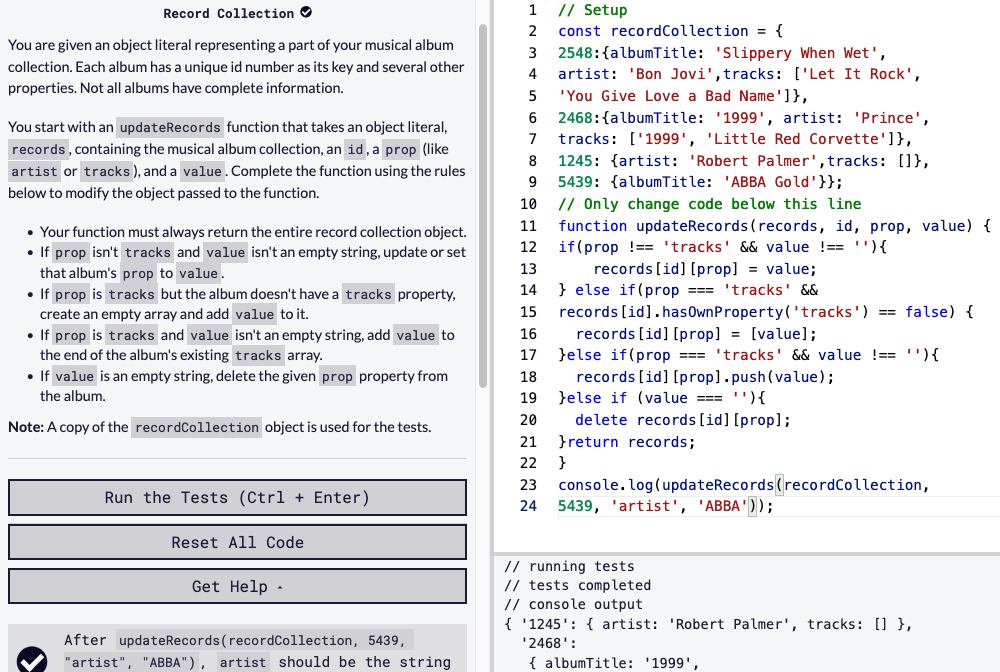 Record Collection
You are given an object literal representing a part of your musical album
collection. Each album has a unique id number as its key and several other
properties. Not all albums have complete information.
You start with an updateRecords function that takes an object literal,
records, containing the musical album collection, an id, a prop (like
artist or tracks), and a value. Complete the function using the rules
below to modify the object passed to the function.
• Your function must always return the entire record collection object.
• If prop isn't tracks and value isn't an empty string, update or set
that album's prop to value.
• If prop is tracks but the album doesn't have a tracks property,
create an empty array and add value to it.
• If prop is tracks and value isn't an empty string, add value to
the end of the album's existing tracks array.
• If value is an empty string, delete the given prop property from
the album.
Note: A copy of the recordCollection object is used for the tests.
Run the Tests (Ctrl + Enter)
Reset All Code
Get Help
After updateRecords(recordCollection, 5439,
"artist", "ABBA"), artist should be the string
1 // Setup
2 const recordCollection = {
3 2548:{albumTitle: 'Slippery When Wet',
4 artist: 'Bon Jovi',tracks: ['Let It Rock',
5 'You Give Love a Bad Name']},
6 2468:{albumTitle: '1999', artist: 'Prince',
7 tracks: ['1999', 'Little Red Corvette']},
8 1245: {artist: 'Robert Palmer',tracks: []},
9 5439: {albumTitle: 'ABBA Gold'}};
10 // Only change code below this line
11 function updateRecords(records, id, prop, value) {
12 if(prop !== 'tracks' && value !== ''){
13     records[id][prop] = value;
14 } else if(prop === 'tracks' &&
15 records[id].hasOwnProperty('tracks') == false) {
16   records[id][prop] = [value];
17 }else if(prop === 'tracks' && value !== ''){
18   records[id][prop].push(value);
19 }else if (value === ''){
20   delete records[id][prop];
21 }return records;
22 }
23 console.log(updateRecords(recordCollection,
24 5439, 'artist', 'ABBA'));
// running tests
// tests completed
// console output
{ '1245': { artist: 'Robert Palmer', tracks: [] },
  '2468':
   { albumTitle: '1999',